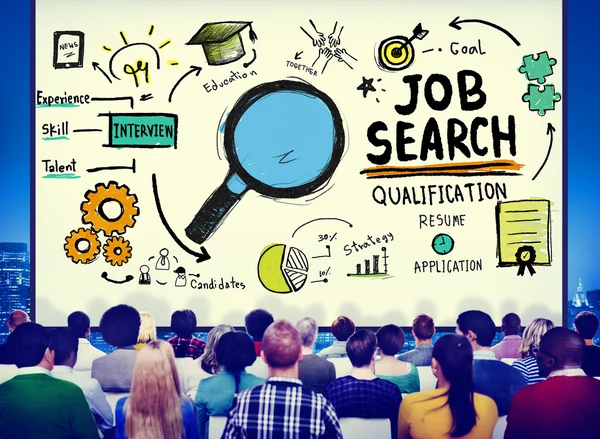 NEWS
Education
TOGETHER
Goal
JOB
SEARCH
Experience
Skill
INTERVIEW
Talent
QUALIFICATION
RESUME
APPLICATION
Candidates
30%
10%
Strategy